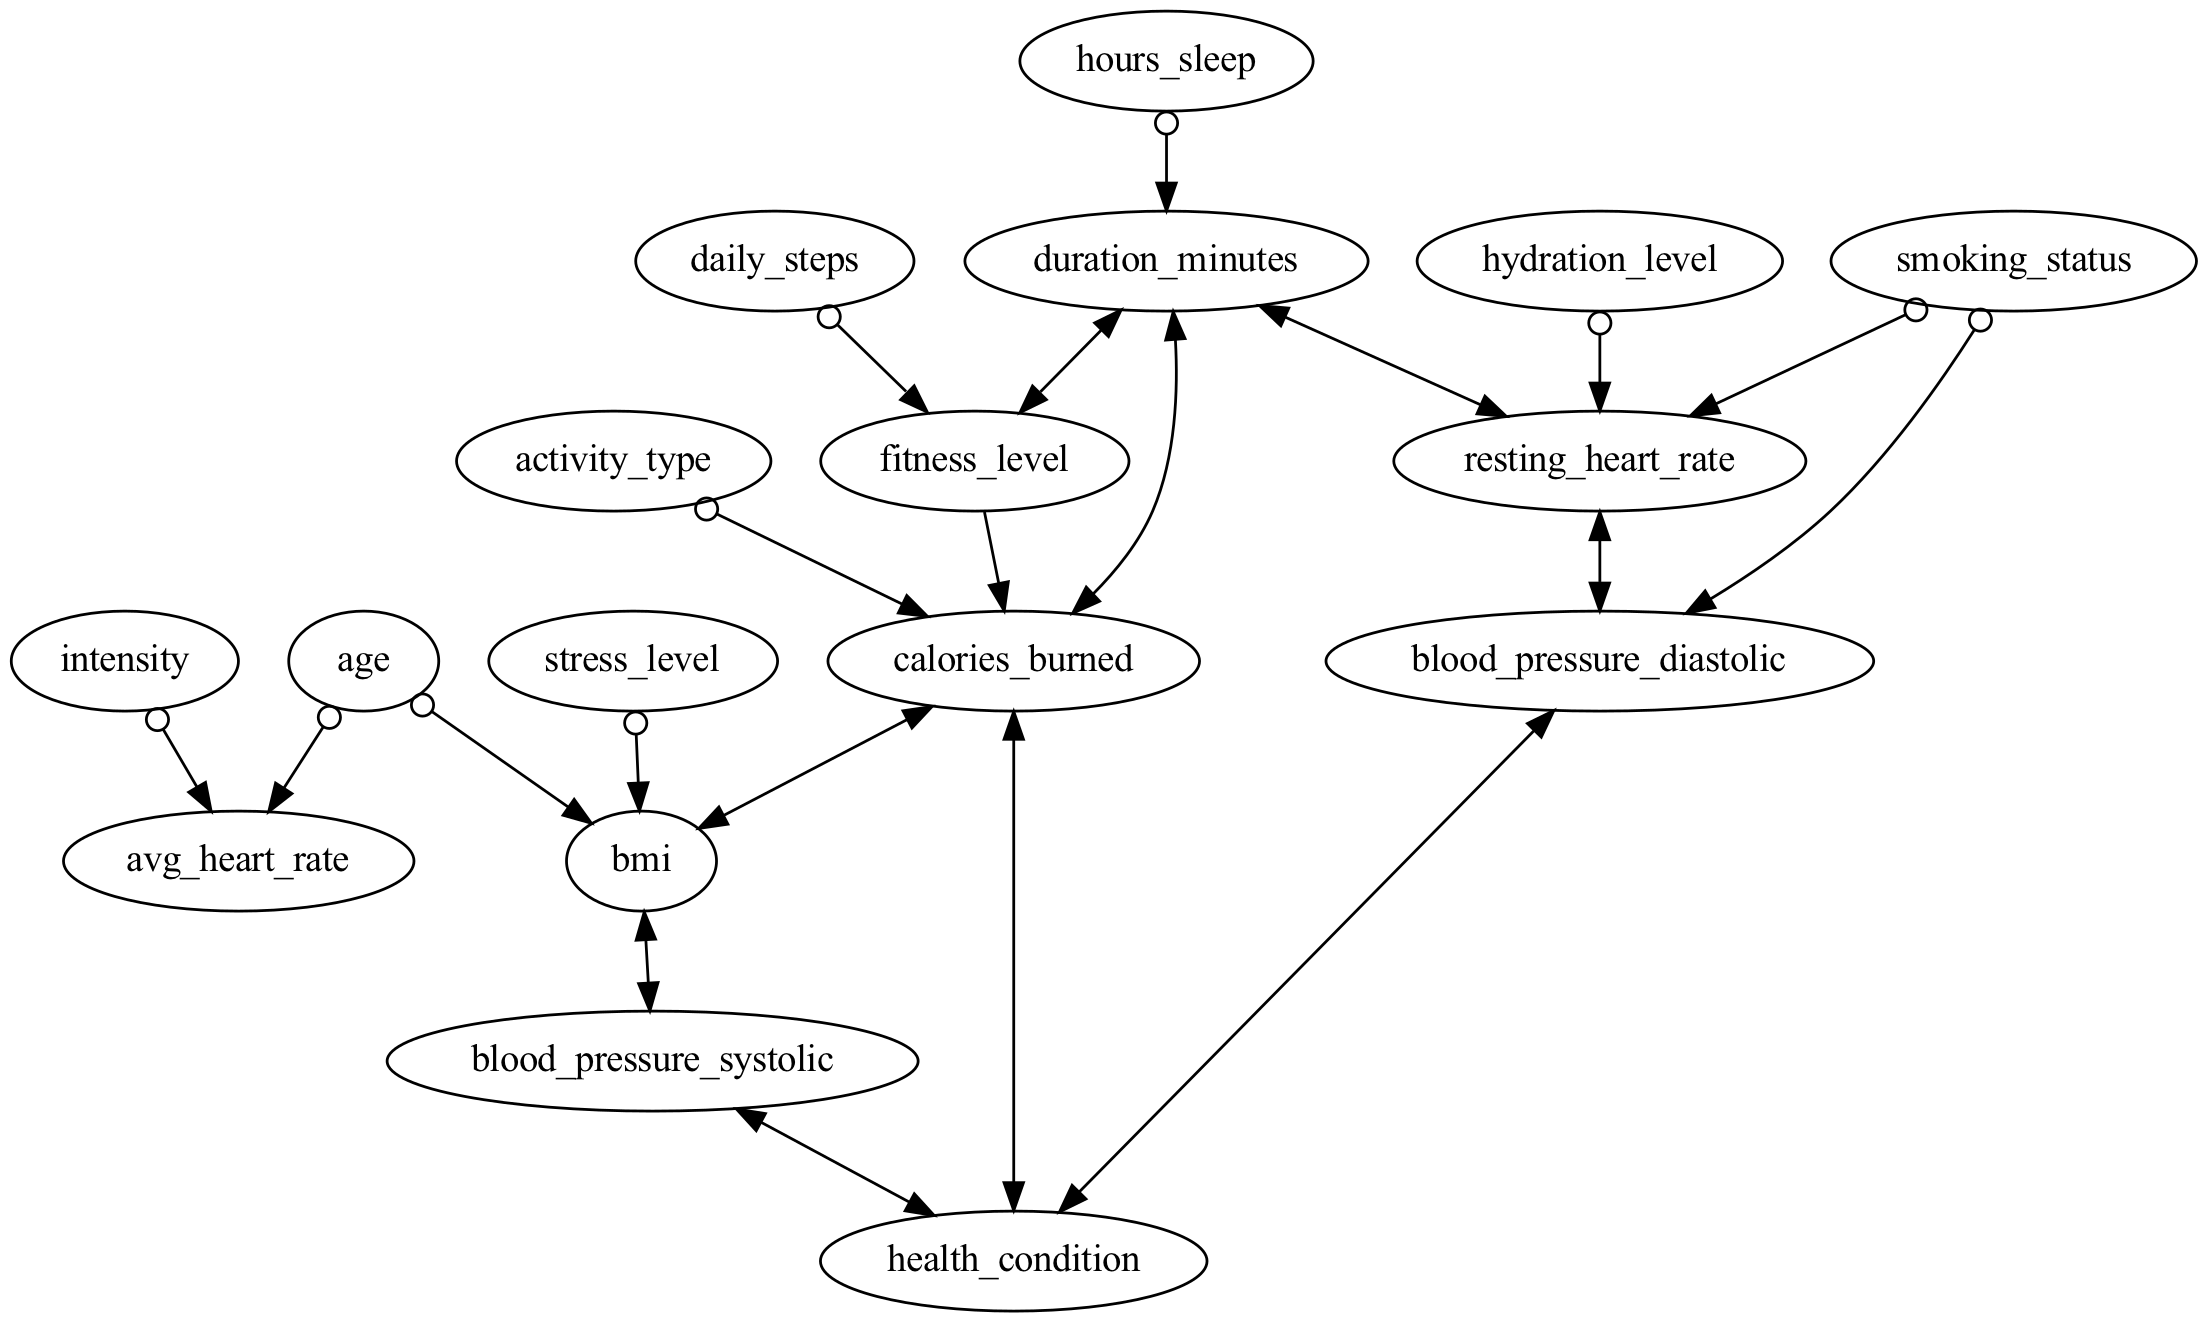 hours_sleep
daily_steps
duration_minutes
hydration_level
smoking_status
activity_type
fitness_level
resting_heart_rate
intensity
age
stress_level
calories_burned
blood_pressure_diastolic
avg_heart_rate
bmi
blood_pressure_systolic
health_condition